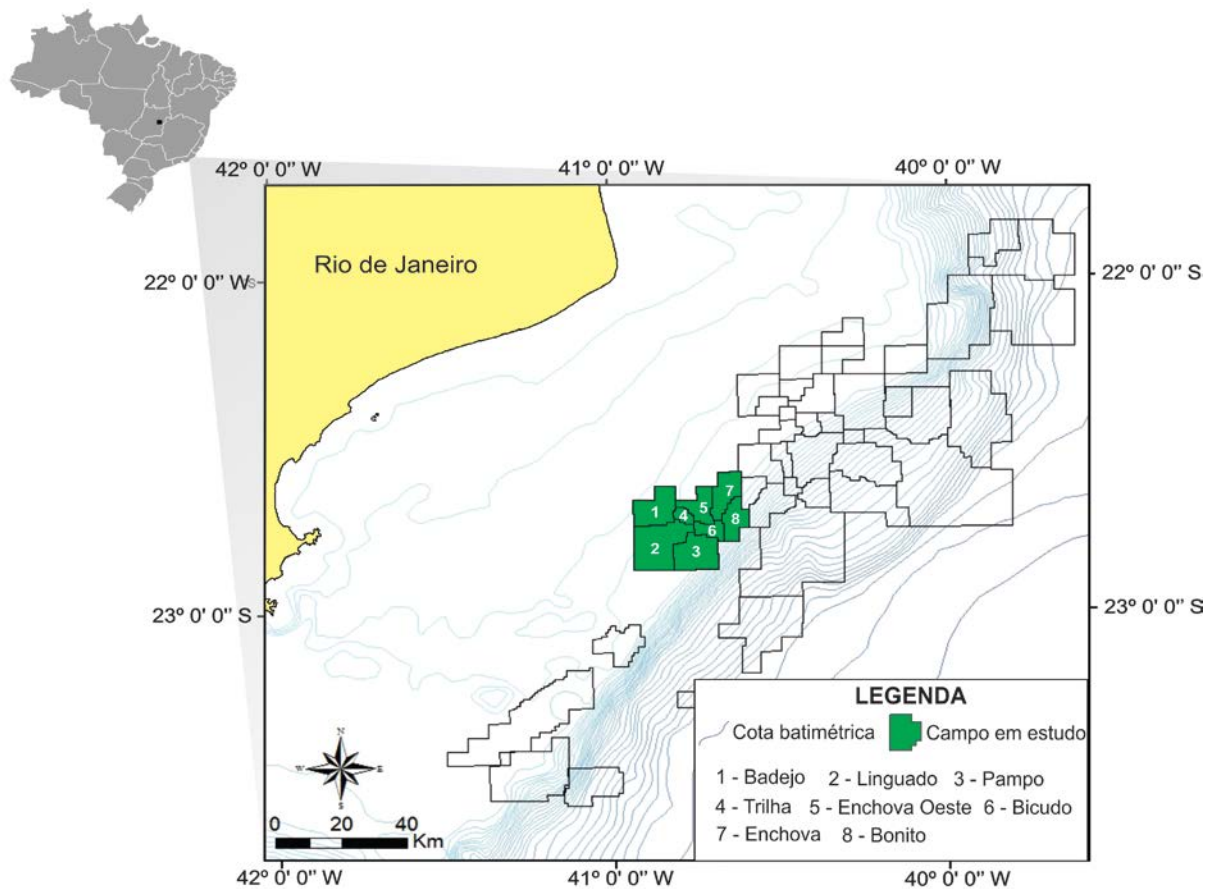 42º 0' 0'' W
41º 0' 0'' W
40º 0' 0'' W
Rio de Janeiro
22º 0' 0'' W
S
22º 0' 0'' S
7
1
5
4
8
6
2
3
23º 0' 0'' S
23º 0' 0'' S
LEGENDA
Cota batimétrica
Campo em estudo
1 - Badejo 2 - Linguado 3 - Pampo
4 - Trilha 5 - Enchova Oeste 6 - Bicudo
7 - Enchova 8 - Bonito
N
W
E
S
0 20 40
Km
42º 0' 0'' W
41º 0' 0'' W
40º 0' 0'' W